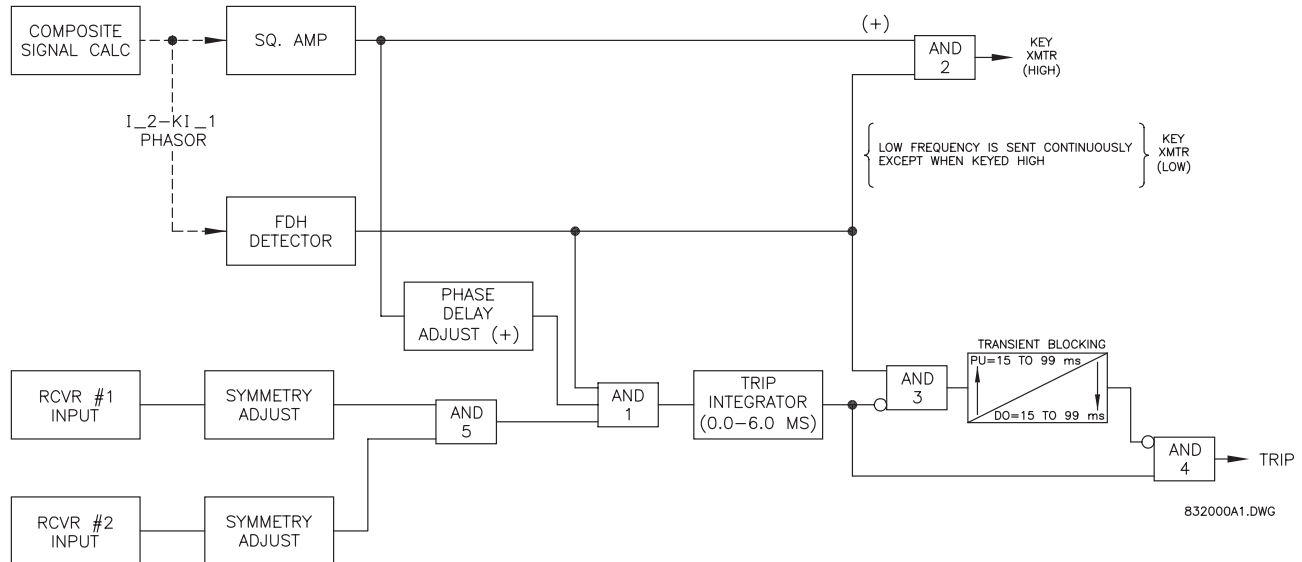 COMPOSITE
SIGNAL CALC
SQ. AMP
(+)
AND
2
KEY
XMTR
(HIGH)
I_2-KI_1
PHASOR
LOW FREQUENCY IS SENT CONTINUOUSLY
EXCEPT WHEN KEYED HIGH
KEY
XMTR
(LOW)
FDH
DETECTOR
PHASE
DELAY
ADJUST (+)
TRANSIENT BLOCKING
PU=15 TO 99 ms
DO=15 TO 99 ms
RCVR #1
INPUT
SYMMETRY
ADJUST
AND
5
AND
1
TRIP
INTEGRATOR
(0.0-6.0 MS)
AND
3
AND
4
TRIP
RCVR #2
INPUT
SYMMETRY
ADJUST
832000A1.DWG